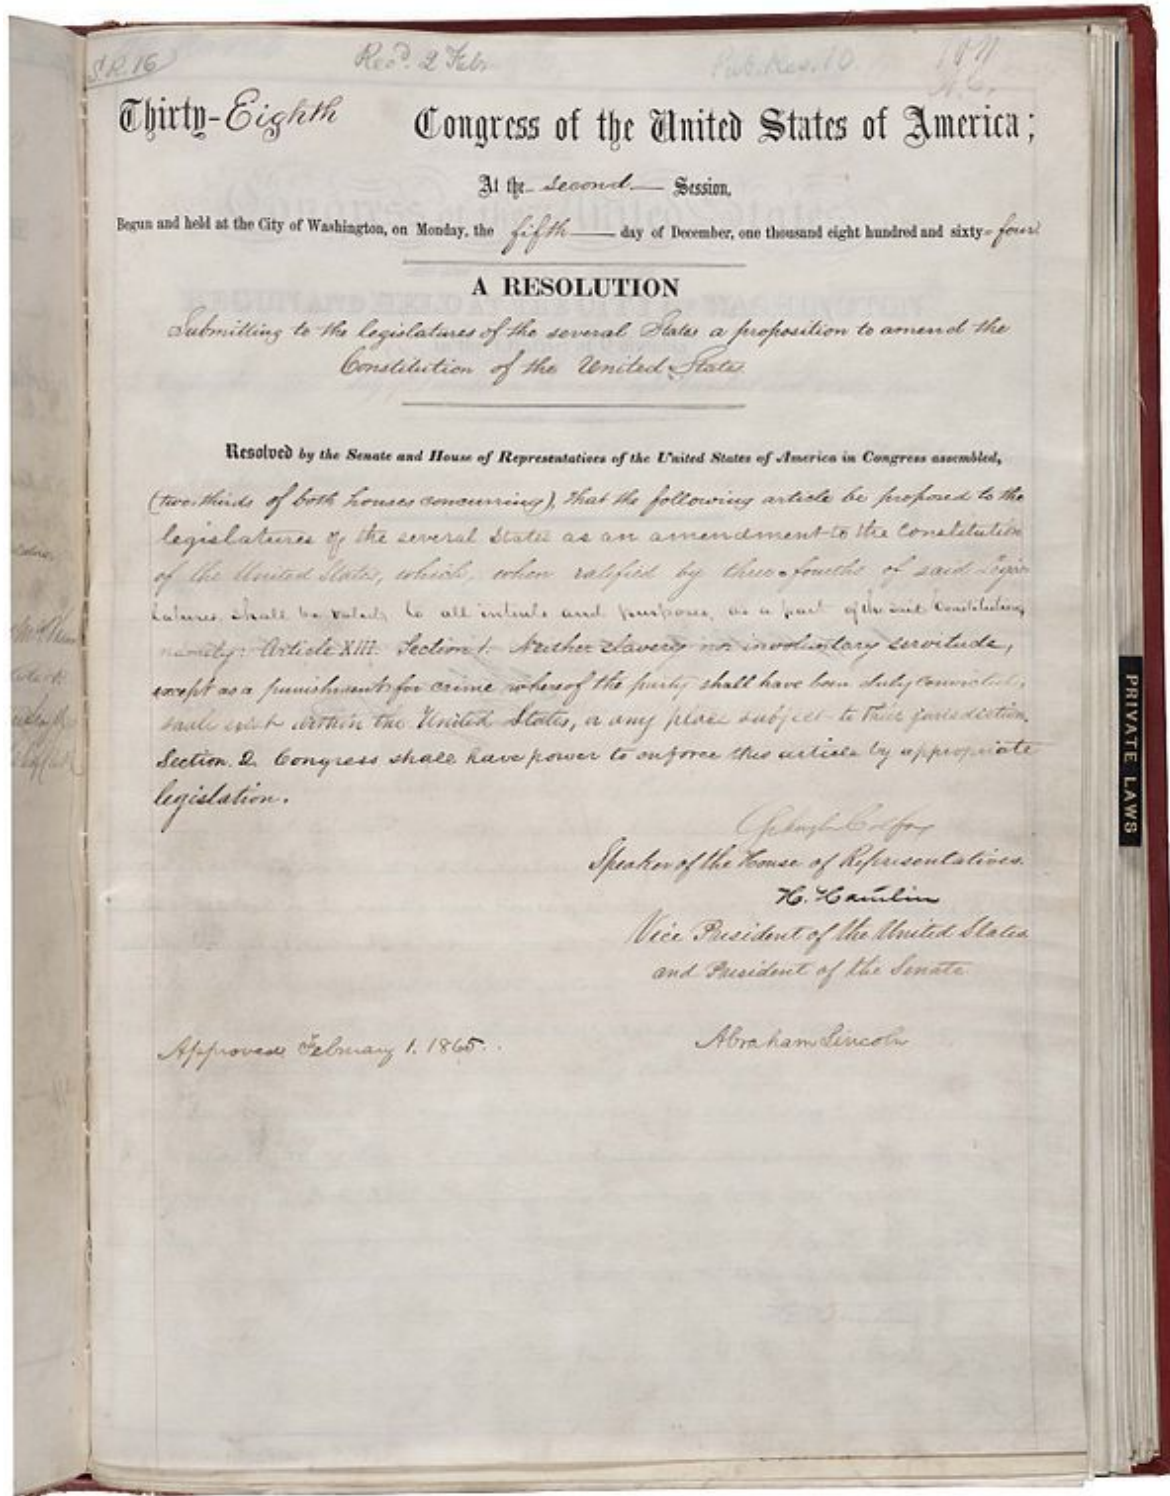 S.R. 16
Rec'd. 2 Febr.
Pub. Res. 10.
Thirty-Eighth Congress of the United States of America;
At the second Session,
Begun and held at the City of Washington, on Monday, the fifth day of December, one thousand eight hundred and sixty-four
A RESOLUTION
Submitting to the legislatures of the several States a proposition to amend the
Constitution of the United States.
Resolved by the Senate and House of Representatives of the United States of America in Congress assembled,
(two-thirds of both houses concurring), that the following article be proposed to the
legislatures of the several States as an amendment to the Constitution
of the United States, which, when ratified by three-fourths of said Legis-
latures, shall be valid, to all intents and purposes, as a part of the said Constitution,
namely: Article XIII. Section 1. Neither slavery nor involuntary servitude,
except as a punishment for crime whereof the party shall have been duly convicted,
shall exist within the United States, or any place subject to their jurisdiction.
Section. 2. Congress shall have power to enforce this article by appropriate
legislation.
Schuyler Colfax
Speaker of the House of Representatives.
H. Hamlin
Vice President of the United States
and President of the Senate
Approved February 1. 1865.
Abraham Lincoln
PRIVATE LAWS